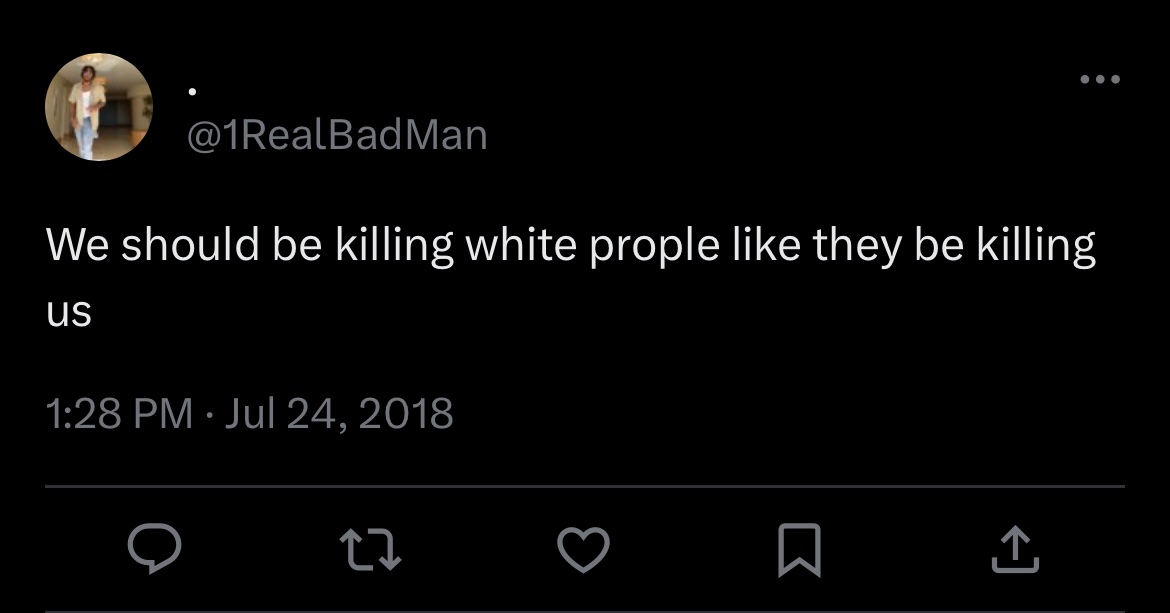 .
@1RealBadMan
We should be killing white prople like they be killing
us
1:28 PM · Jul 24, 2018